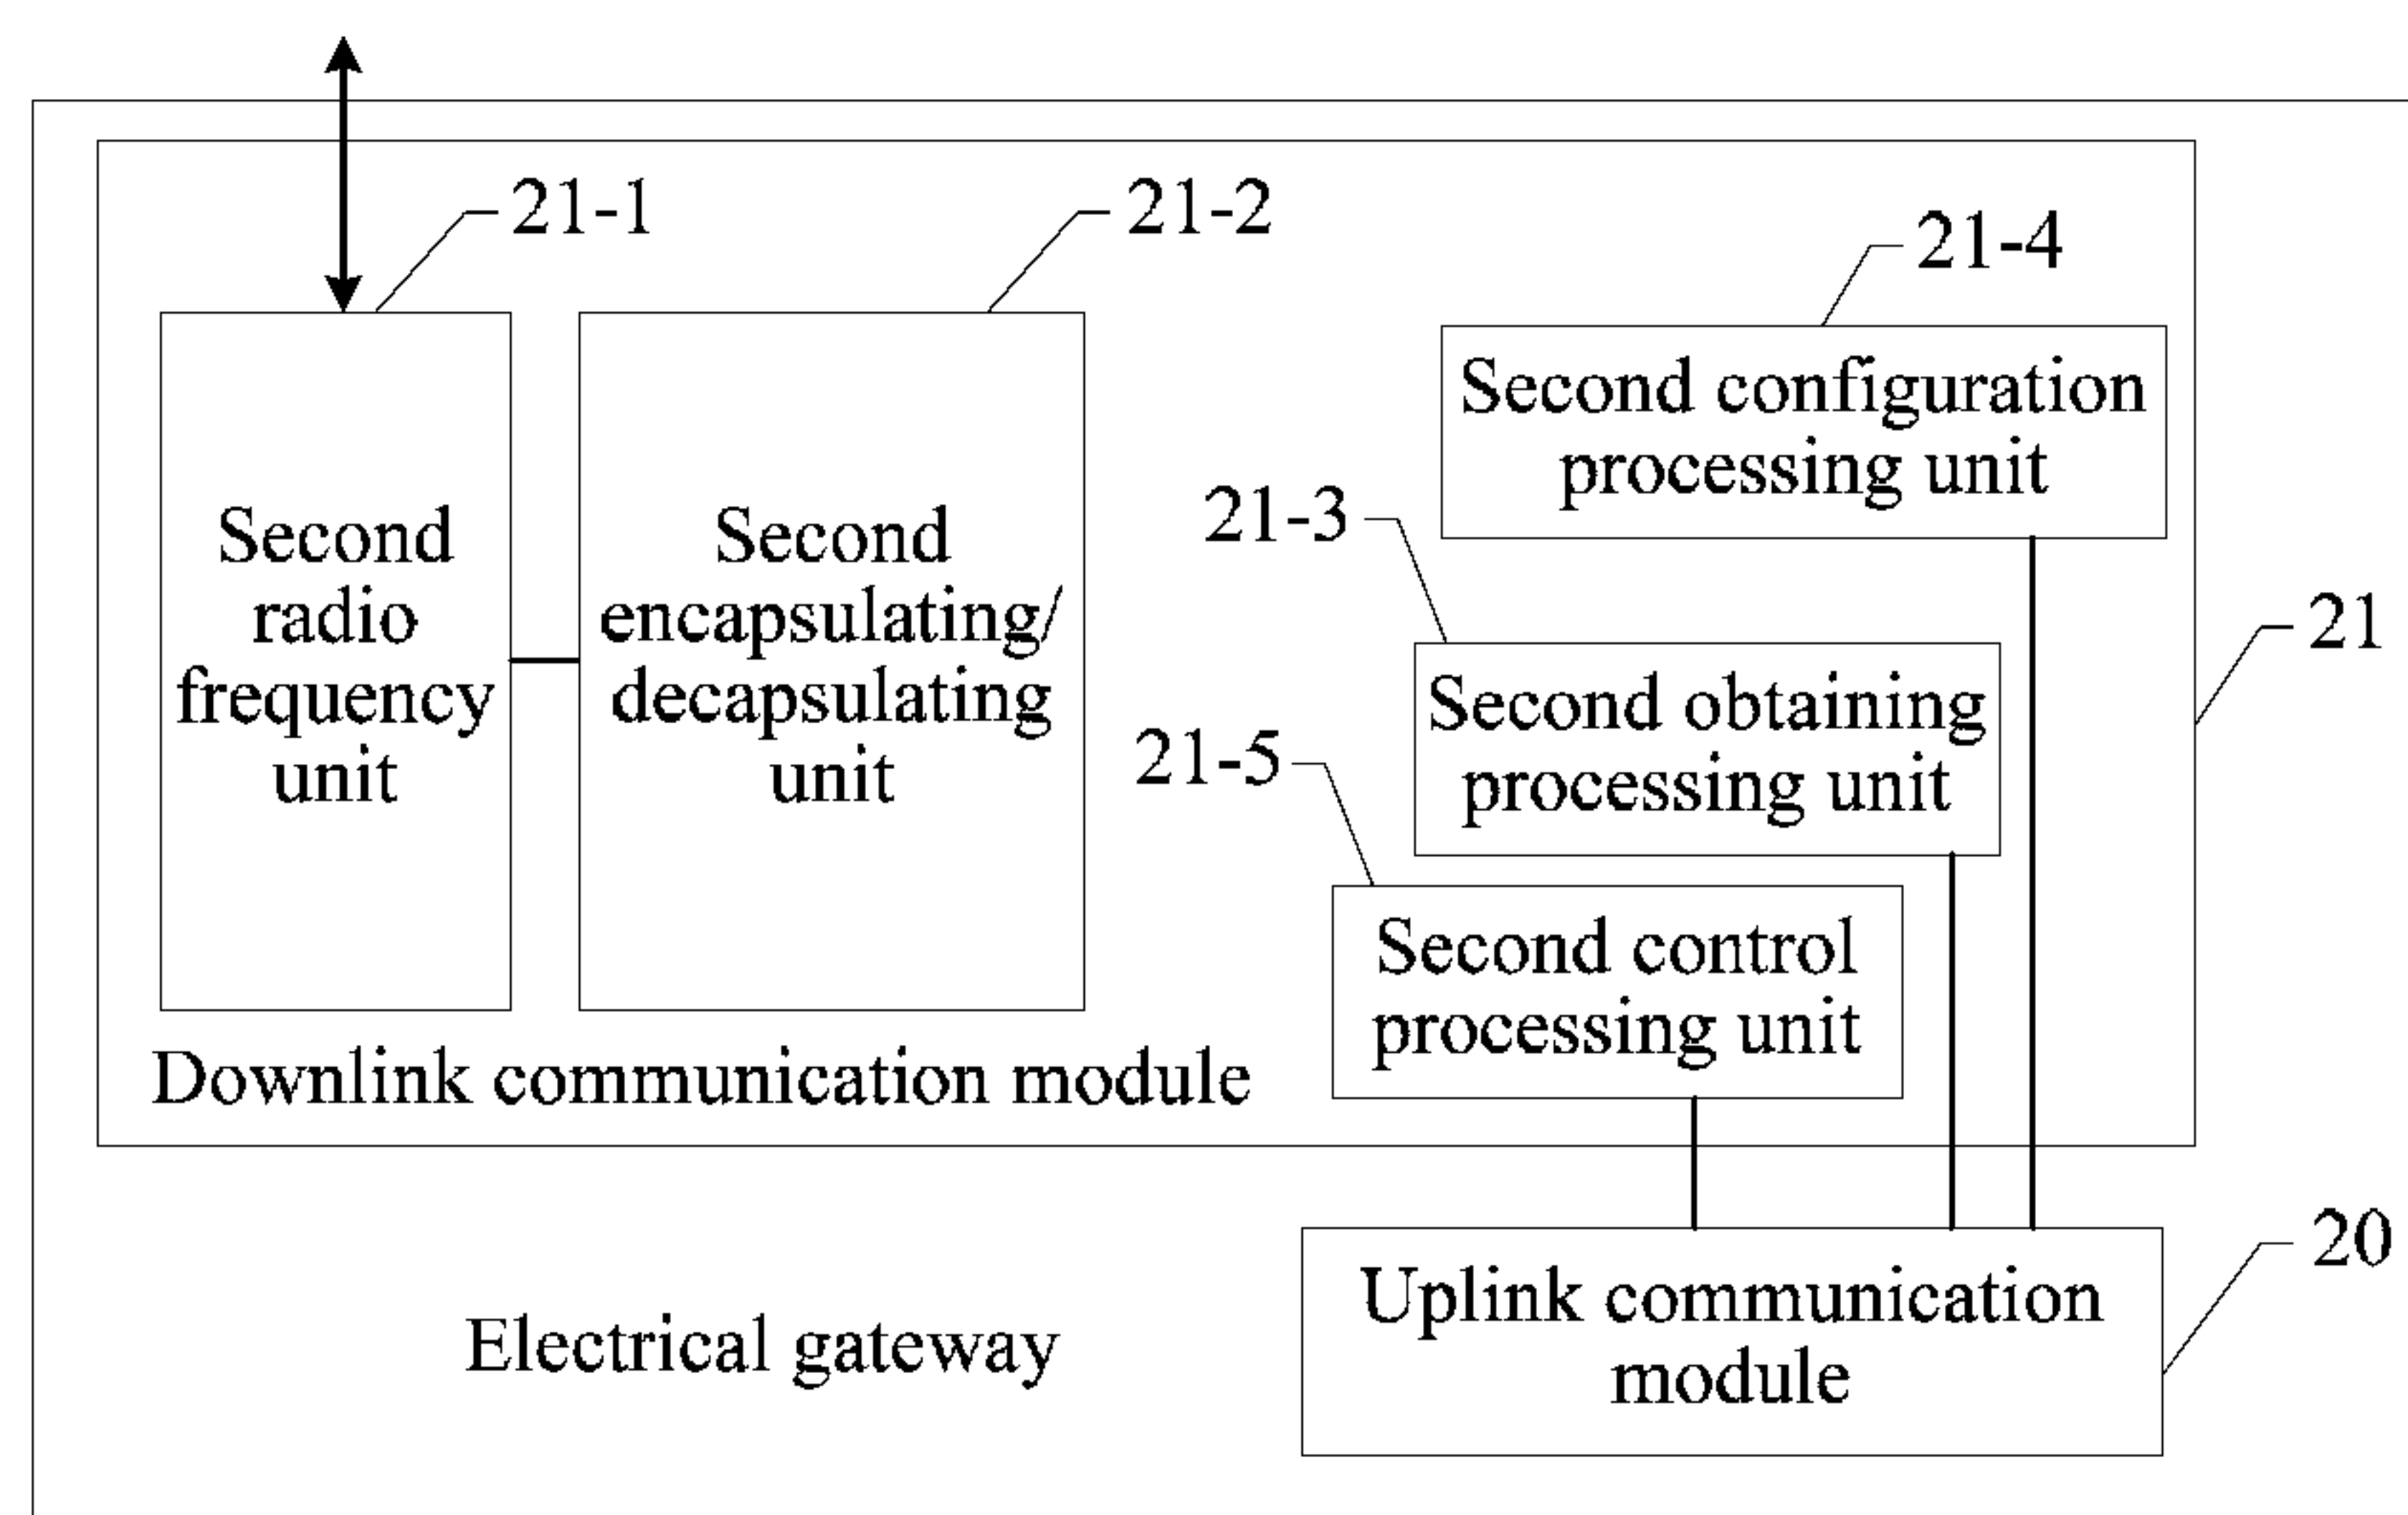 21-1
21-2
21-4
Second configuration
processing unit
21-3
Second
radio
frequency
unit
Second
encapsulating/
decapsulating
unit
21
Second obtaining
processing unit
21-5
Second control
processing unit
Downlink communication module
20
Uplink communication
module
Electrical gateway